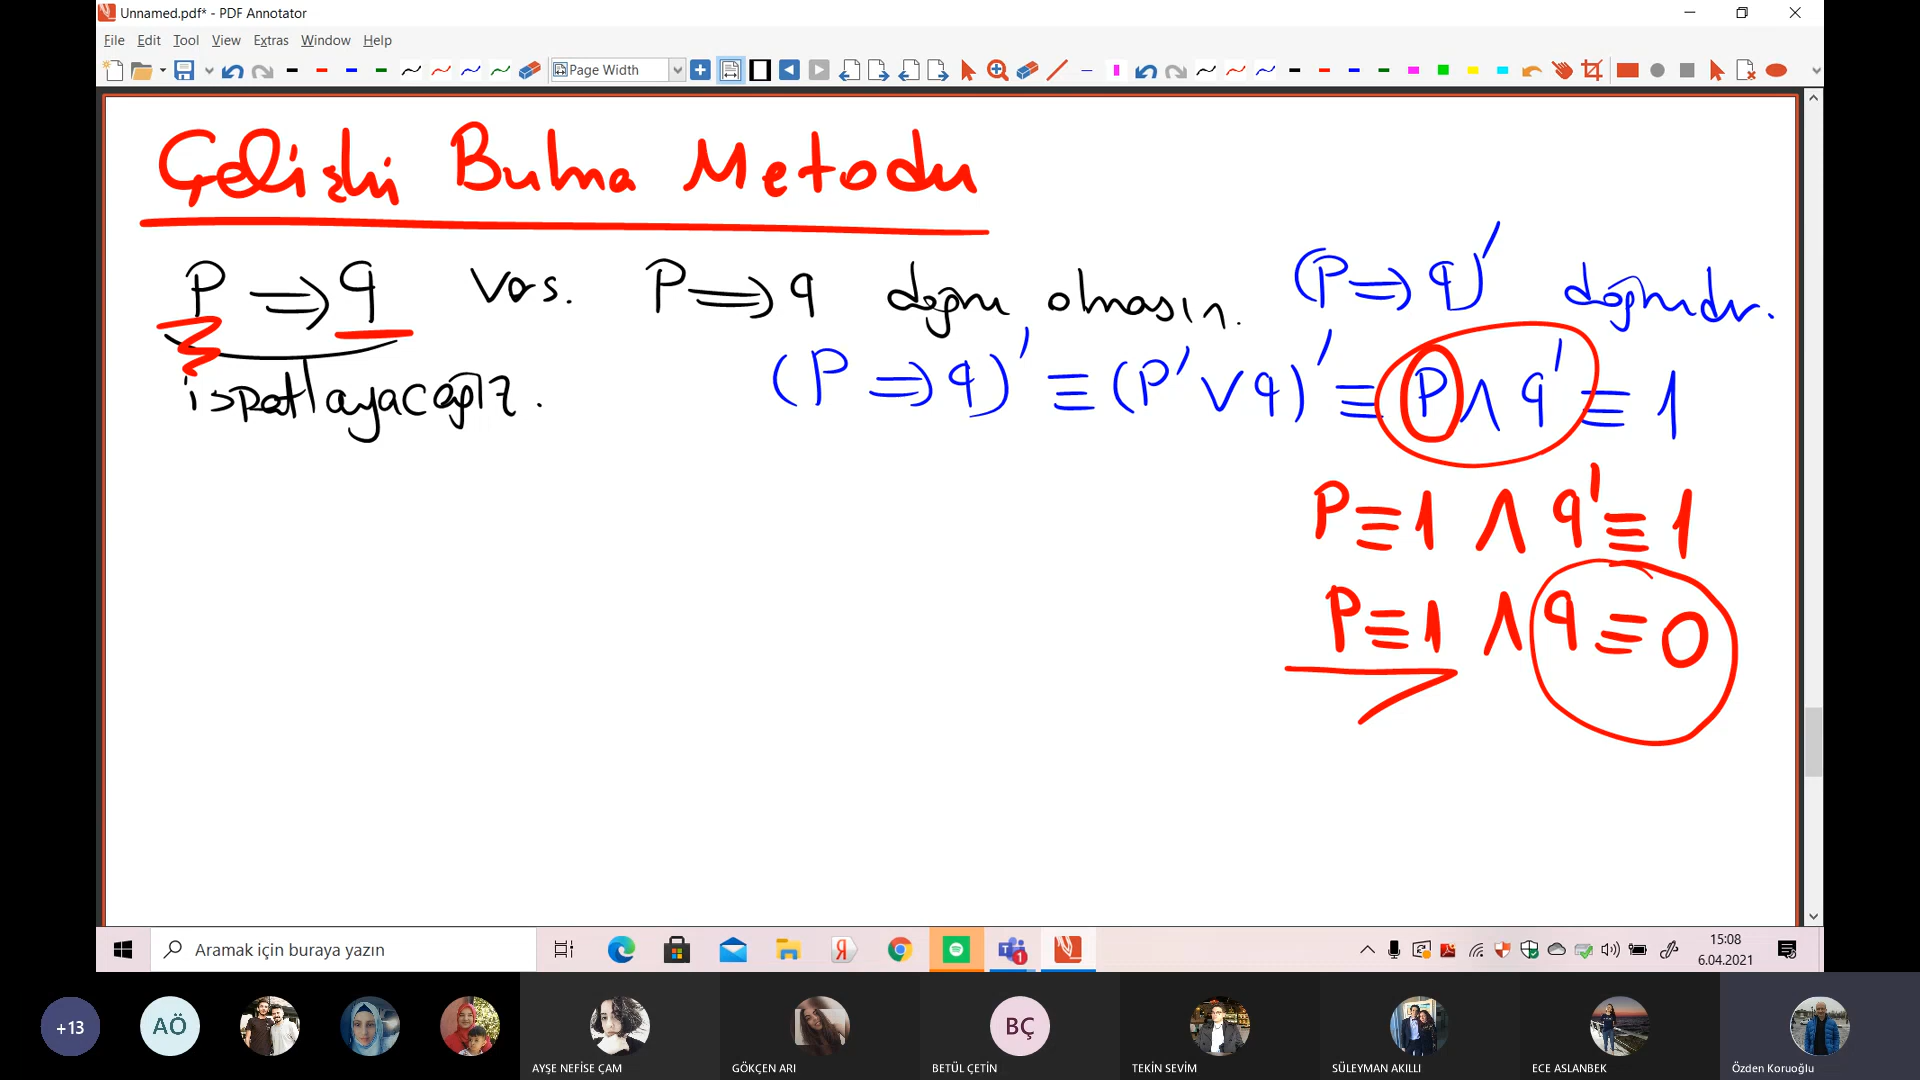 Unnamed.pdf* - PDF Annotator
File Edit Tool View Extras Window Help
Page Width
Çelişki Bulma Metodu
P ⟹ q var. P ⟹ q doğru olmasın. (P ⟹ q)' doğrudur.
ispatlayacağız.
(P ⟹ q)' ≡ (P' ∨ q)' ≡ P ∧ q' ≡ 1
P ≡ 1 ∧ q' ≡ 1
P ≡ 1 ∧ q ≡ 0
Aramak için buraya yazın
1
15:08
6.04.2021
+13
AÖ
BÇ
AYŞE NEFİSE ÇAM
GÖKÇEN ARI
BETÜL ÇETİN
TEKİN SEVİM
SÜLEYMAN AKILLI
ECE ASLANBEK
Özden Koruoğlu